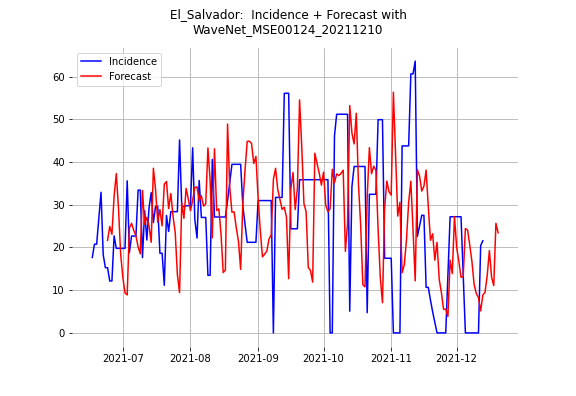 El_Salvador:  Incidence + Forecast with
WaveNet_MSE00124_20211210
Incidence
Forecast
60
50
40
30
20
10
0
2021-07 2021-08 2021-09 2021-10 2021-11 2021-12